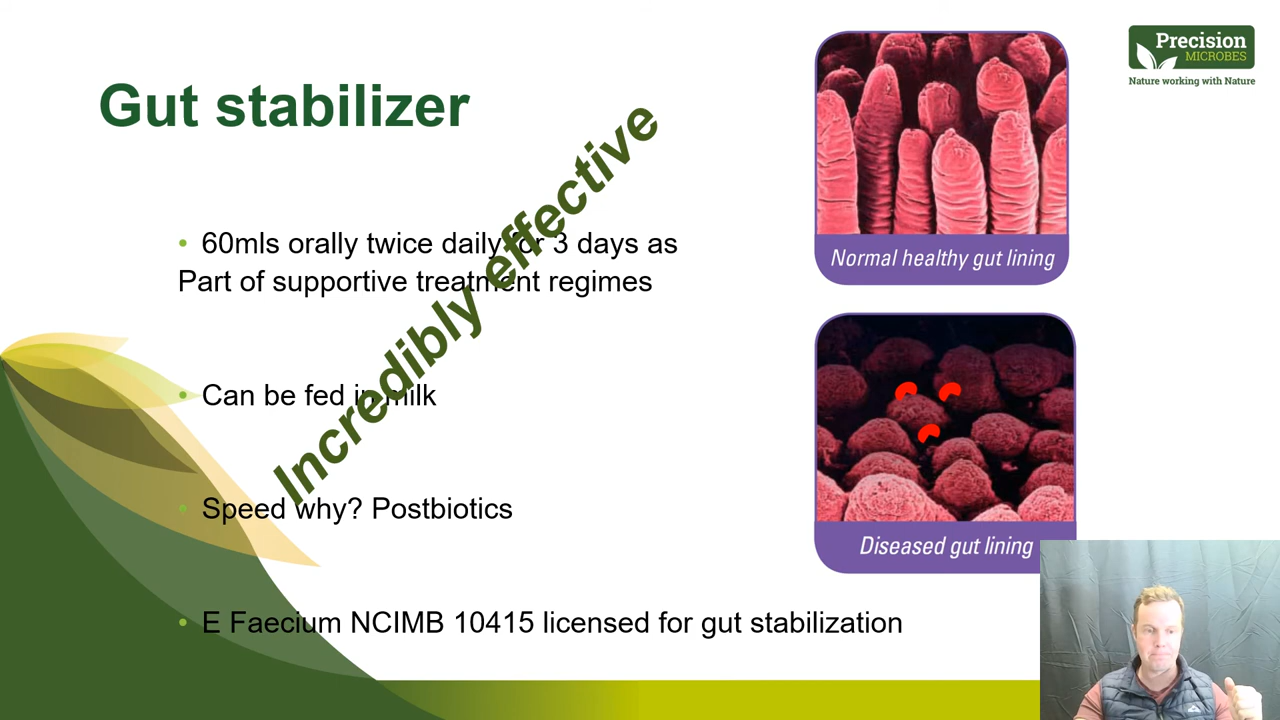 Precision
MICROBES
Nature working with Nature
Gut stabilizer
Incredibly effective
• 60mls orally twice daily for 3 days as
Part of supportive treatment regimes
• Can be fed in milk
• Speed why? Postbiotics
• E Faecium NCIMB 10415 licensed for gut stabilization
Normal healthy gut lining
Diseased gut lining